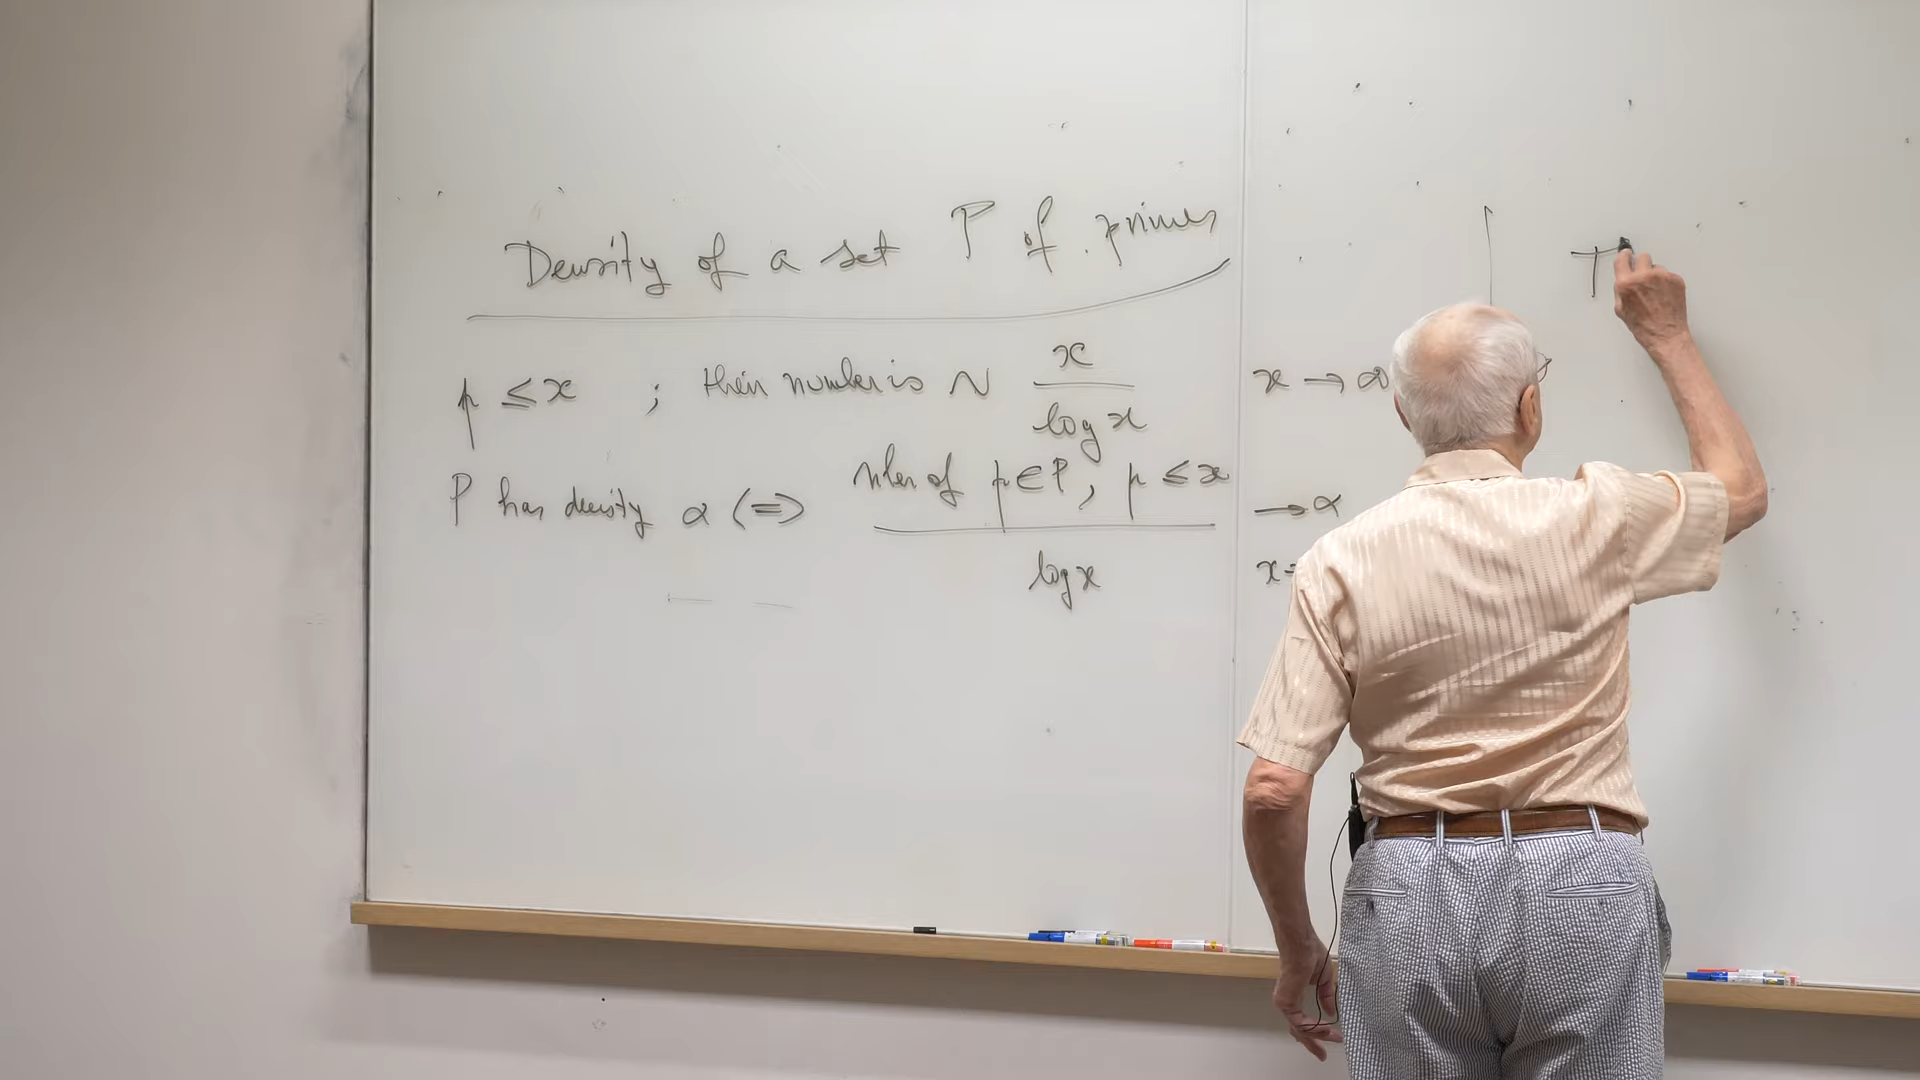 Density of a set P of primes
p ≤ x ; their number is ~ x / log x x → ∞
P has density α ⟺ nber of p ∈ P, p ≤ x / log x → α
x
T